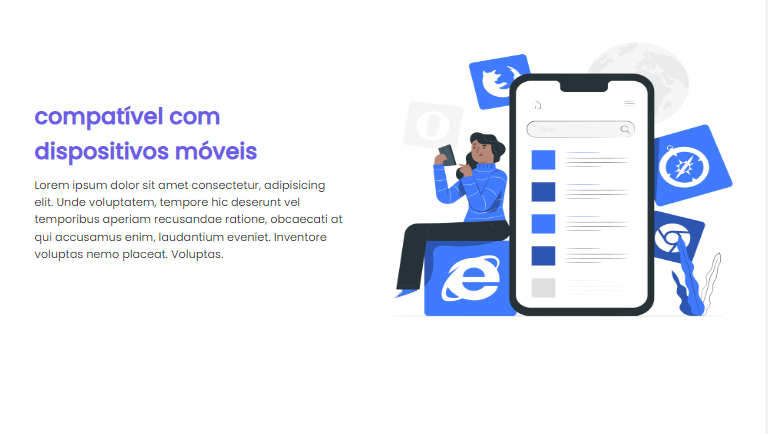 compatível com
dispositivos móveis
Lorem ipsum dolor sit amet consectetur, adipisicing
elit. Unde voluptatem, tempore hic deserunt vel
temporibus aperiam recusandae ratione, obcaecati at
qui accusamus enim, laudantium eveniet. Inventore
voluptas nemo placeat. Voluptas.